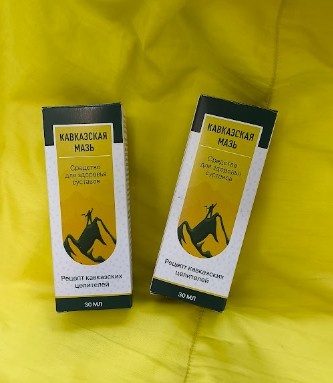 КАВКАЗСКАЯ
МАЗЬ
Средство
для здоровья
суставов
Рецепт кавказских
целителей
30 МЛ
КАВКАЗСКАЯ
МАЗЬ
Средство
для здоровья
суставов
Рецепт кавказских
целителей
30 МЛ